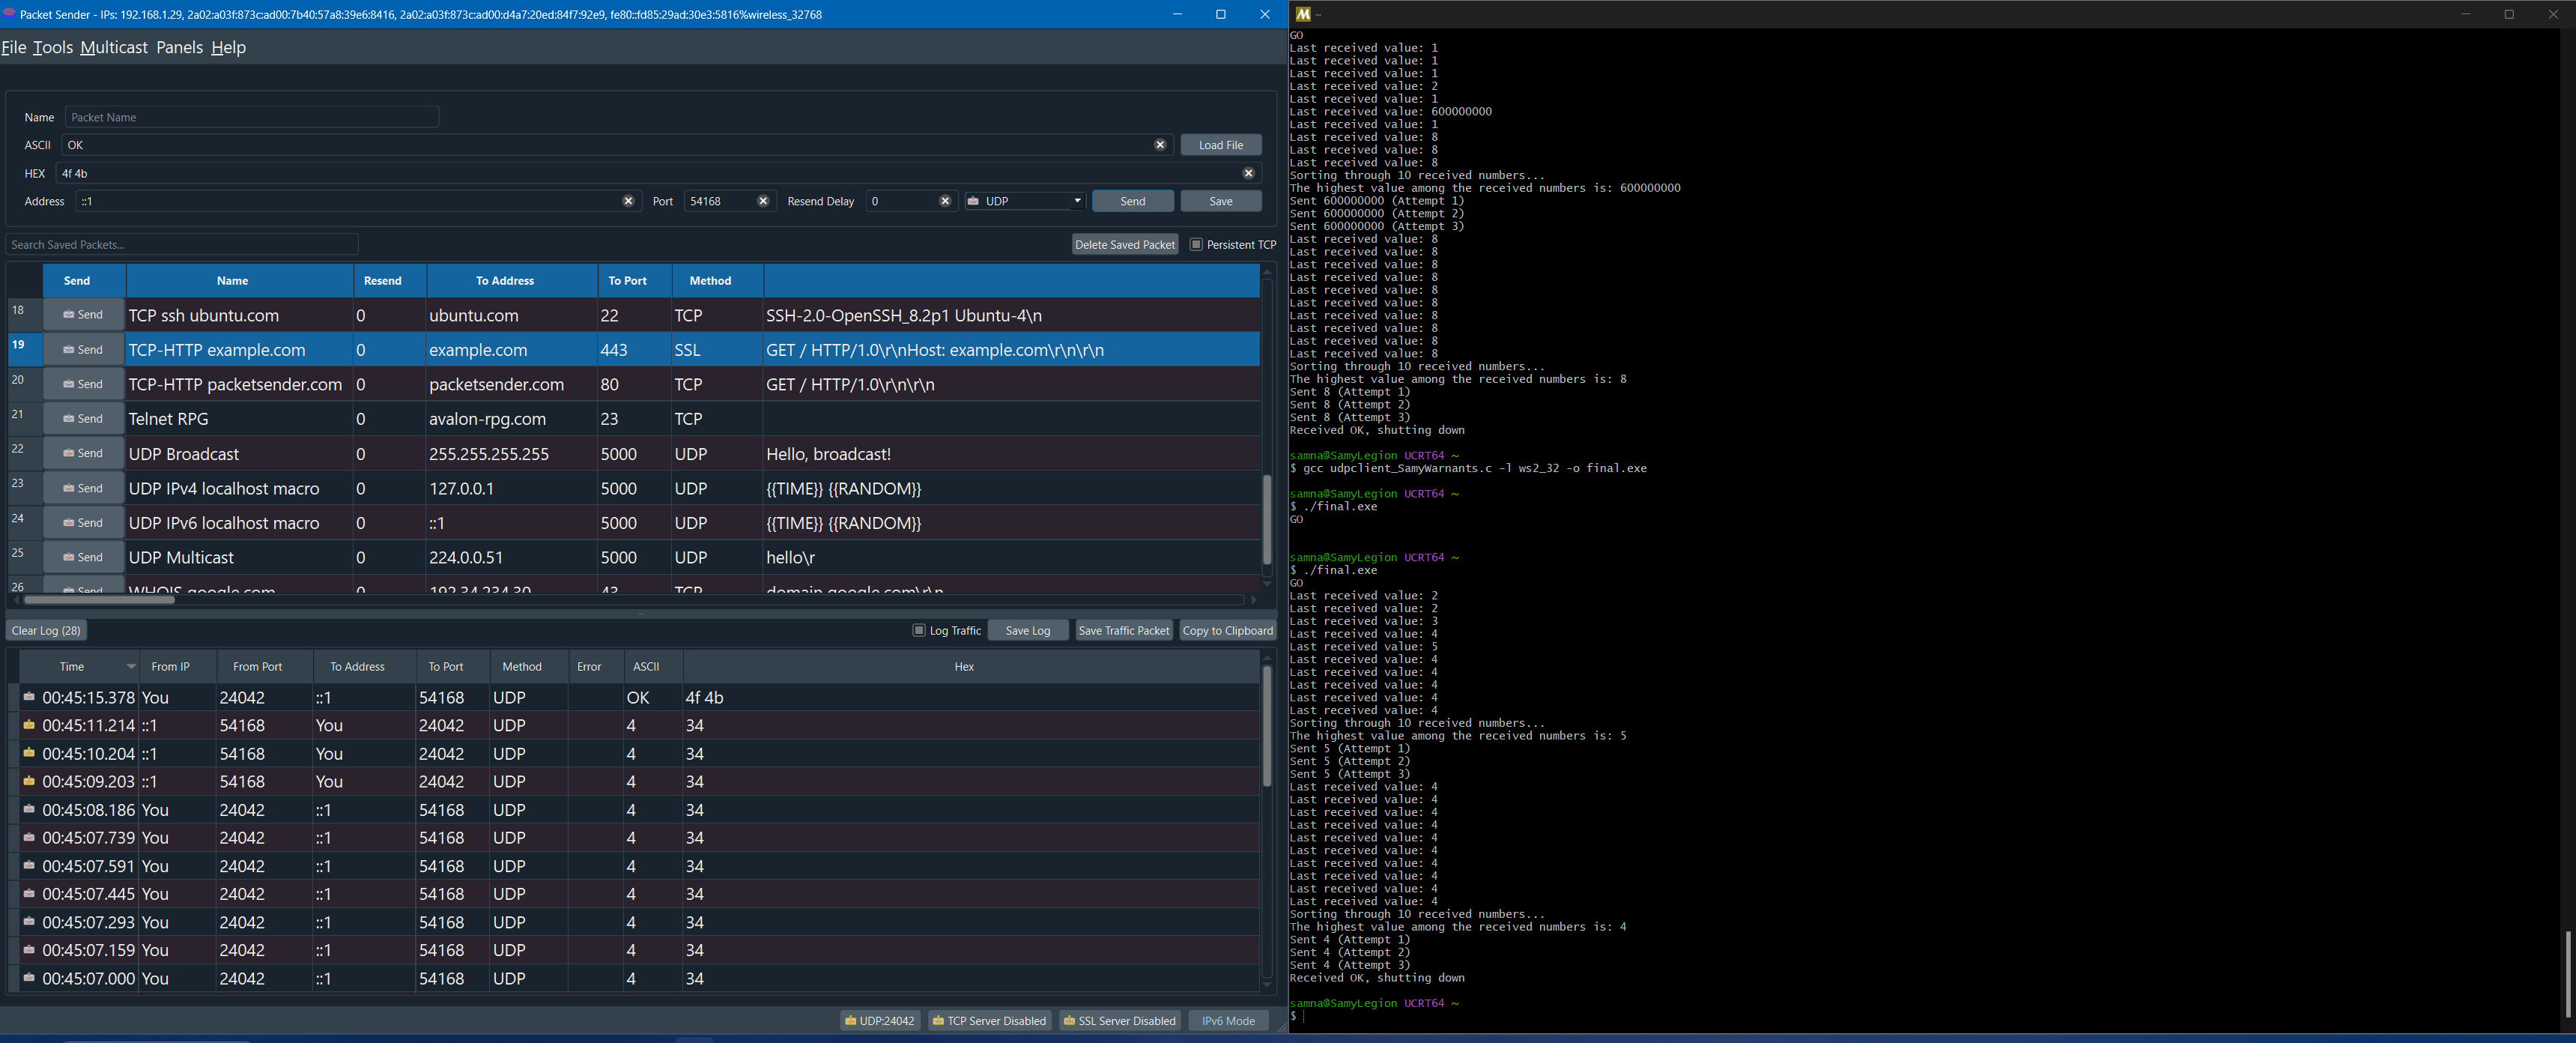 Packet Sender - IPs: 192.168.1.29, 2a02:a03f:873c:ad00:7b40:57a8:39e6:8416, 2a02:a03f:873c:ad00:d4a7:20ed:84f7:92e9, fe80::fd85:29ad:30e3:5816%wireless_32768
File Tools Multicast Panels Help
Name Packet Name
ASCII OK Load File
HEX 4f 4b
Address ::1 Port 54168 Resend Delay 0 UDP Send Save
Search Saved Packets... Delete Saved Packet Persistent TCP
Send Name Resend To Address To Port Method
18 Send TCP ssh ubuntu.com 0 ubuntu.com 22 TCP SSH-2.0-OpenSSH_8.2p1 Ubuntu-4\n
19 Send TCP-HTTP example.com 0 example.com 443 SSL GET / HTTP/1.0\r\nHost: example.com\r\n\r\n
20 Send TCP-HTTP packetsender.com 0 packetsender.com 80 TCP GET / HTTP/1.0\r\n\r\n
21 Send Telnet RPG 0 avalon-rpg.com 23 TCP
22 Send UDP Broadcast 0 255.255.255.255 5000 UDP Hello, broadcast!
23 Send UDP IPv4 localhost macro 0 127.0.0.1 5000 UDP {{TIME}} {{RANDOM}}
24 Send UDP IPv6 localhost macro 0 ::1 5000 UDP {{TIME}} {{RANDOM}}
25 Send UDP Multicast 0 224.0.0.51 5000 UDP hello\r
26 Send WHOIS google.com 0 192.34.234.30 43 TCP domain google.com\r\n
Clear Log (28) Log Traffic Save Log Save Traffic Packet Copy to Clipboard
Time From IP From Port To Address To Port Method Error ASCII Hex
00:45:15.378 You 24042 ::1 54168 UDP OK 4f 4b
00:45:11.214 ::1 54168 You 24042 UDP 4 34
00:45:10.204 ::1 54168 You 24042 UDP 4 34
00:45:09.203 ::1 54168 You 24042 UDP 4 34
00:45:08.186 You 24042 ::1 54168 UDP 4 34
00:45:07.739 You 24042 ::1 54168 UDP 4 34
00:45:07.591 You 24042 ::1 54168 UDP 4 34
00:45:07.445 You 24042 ::1 54168 UDP 4 34
00:45:07.293 You 24042 ::1 54168 UDP 4 34
00:45:07.159 You 24042 ::1 54168 UDP 4 34
00:45:07.000 You 24042 ::1 54168 UDP 4 34
UDP:24042 TCP Server Disabled SSL Server Disabled IPv6 Mode
M ~
GO
Last received value: 1
Last received value: 1
Last received value: 1
Last received value: 2
Last received value: 1
Last received value: 600000000
Last received value: 1
Last received value: 8
Last received value: 8
Last received value: 8
Sorting through 10 received numbers...
The highest value among the received numbers is: 600000000
Sent 600000000 (Attempt 1)
Sent 600000000 (Attempt 2)
Sent 600000000 (Attempt 3)
Last received value: 8
Last received value: 8
Last received value: 8
Last received value: 8
Last received value: 8
Last received value: 8
Last received value: 8
Last received value: 8
Last received value: 8
Last received value: 8
Sorting through 10 received numbers...
The highest value among the received numbers is: 8
Sent 8 (Attempt 1)
Sent 8 (Attempt 2)
Sent 8 (Attempt 3)
Received OK, shutting down
samna@SamyLegion UCRT64 ~
$ gcc udpclient_SamyWarnants.c -l ws2_32 -o final.exe
samna@SamyLegion UCRT64 ~
$ ./final.exe
GO
samna@SamyLegion UCRT64 ~
$ ./final.exe
GO
Last received value: 2
Last received value: 2
Last received value: 3
Last received value: 4
Last received value: 5
Last received value: 4
Last received value: 4
Last received value: 4
Last received value: 4
Last received value: 4
Sorting through 10 received numbers...
The highest value among the received numbers is: 5
Sent 5 (Attempt 1)
Sent 5 (Attempt 2)
Sent 5 (Attempt 3)
Last received value: 4
Last received value: 4
Last received value: 4
Last received value: 4
Last received value: 4
Last received value: 4
Last received value: 4
Last received value: 4
Last received value: 4
Last received value: 4
Sorting through 10 received numbers...
The highest value among the received numbers is: 4
Sent 4 (Attempt 1)
Sent 4 (Attempt 2)
Sent 4 (Attempt 3)
Received OK, shutting down
samna@SamyLegion UCRT64 ~
$